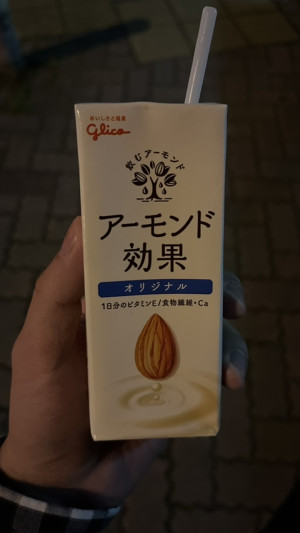 おいしさと健康
Glico
飲むアーモンド
アーモンド
効果
オリジナル
1日分のビタミンE/食物繊維・Ca